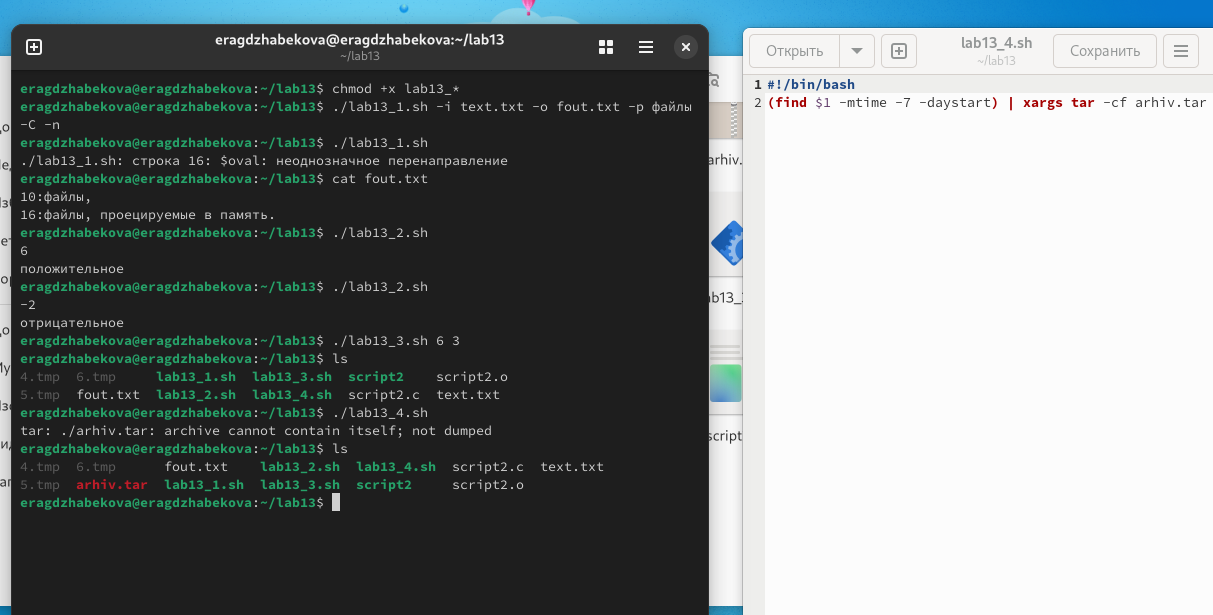 eragdzhabekova@eragdzhabekova:~/lab13
~/lab13
eragdzhabekova@eragdzhabekova:~/lab13$ chmod +x lab13_*
eragdzhabekova@eragdzhabekova:~/lab13$ ./lab13_1.sh -i text.txt -o fout.txt -p файлы
-C -n
eragdzhabekova@eragdzhabekova:~/lab13$ ./lab13_1.sh
./lab13_1.sh: строка 16: $oval: неоднозначное перенаправление
eragdzhabekova@eragdzhabekova:~/lab13$ cat fout.txt
10:файлы,
16:файлы, проецируемые в память.
eragdzhabekova@eragdzhabekova:~/lab13$ ./lab13_2.sh
6
положительное
eragdzhabekova@eragdzhabekova:~/lab13$ ./lab13_2.sh
-2
отрицательное
eragdzhabekova@eragdzhabekova:~/lab13$ ./lab13_3.sh 6 3
eragdzhabekova@eragdzhabekova:~/lab13$ ls
4.tmp 6.tmp lab13_1.sh lab13_3.sh script2 script2.o
5.tmp fout.txt lab13_2.sh lab13_4.sh script2.c text.txt
eragdzhabekova@eragdzhabekova:~/lab13$ ./lab13_4.sh
tar: ./arhiv.tar: archive cannot contain itself; not dumped
eragdzhabekova@eragdzhabekova:~/lab13$ ls
4.tmp 6.tmp fout.txt lab13_2.sh lab13_4.sh script2.c text.txt
5.tmp arhiv.tar lab13_1.sh lab13_3.sh script2 script2.o
eragdzhabekova@eragdzhabekova:~/lab13$
arhiv.
script
Открыть
lab13_4.sh
~/lab13
Сохранить
1 #!/bin/bash
2 (find $1 -mtime -7 -daystart) | xargs tar -cf arhiv.tar